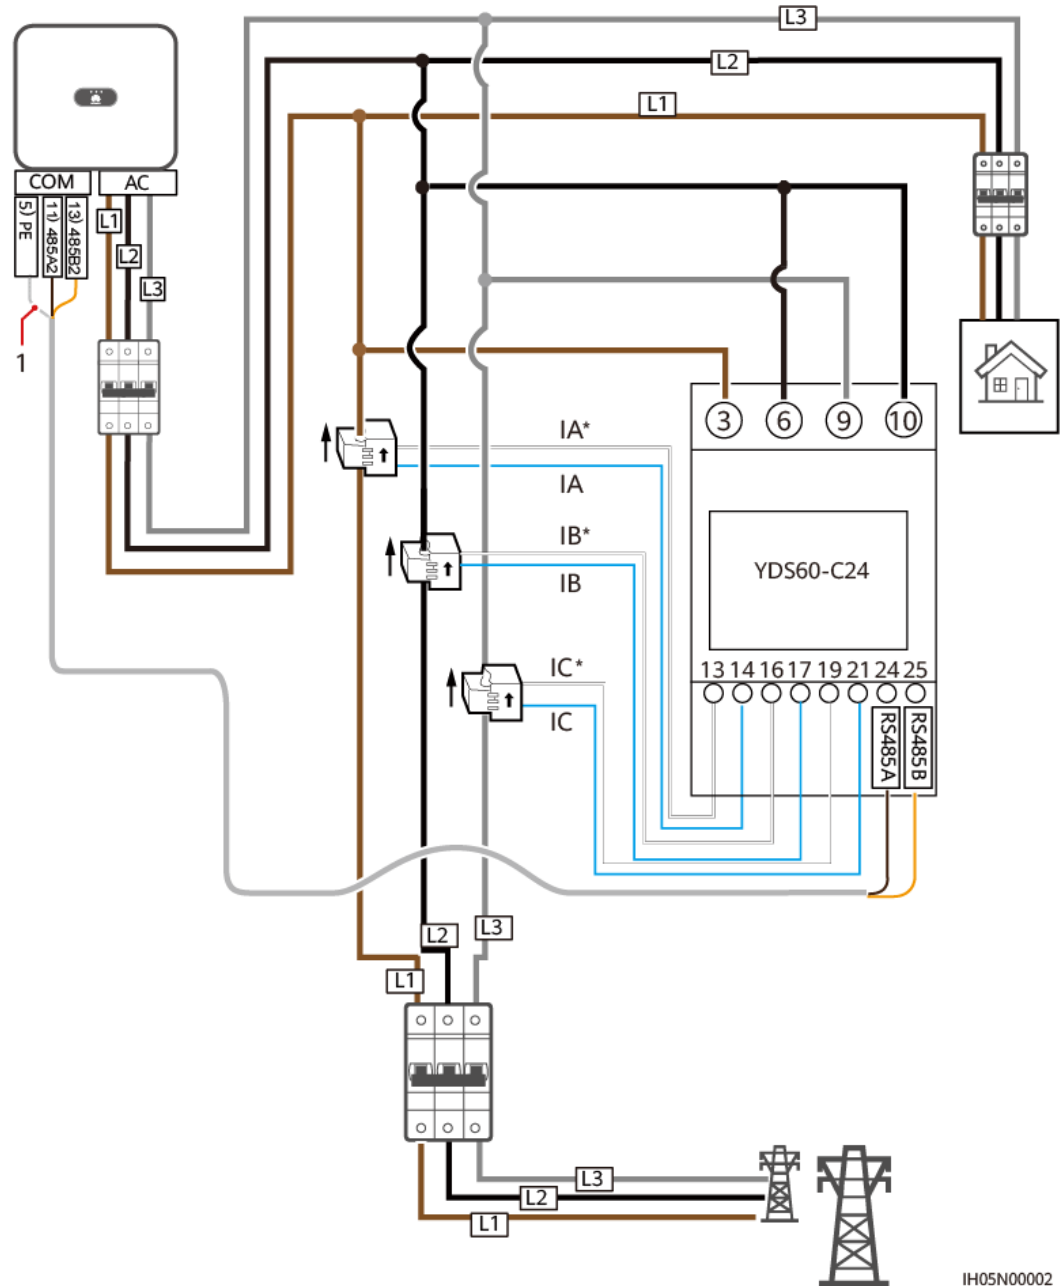 L3
L2
L1
COM
AC
5) PE
11) 485A2
13) 485B2
L1
L2
L3
1
3
6
9
10
IA*
IA
IB*
IB
YDS60-C24
IC*
IC
13 14 16 17 19 21 24 25
RS485A
RS485B
L3
L2
L1
L3
L2
L1
IH05N00002